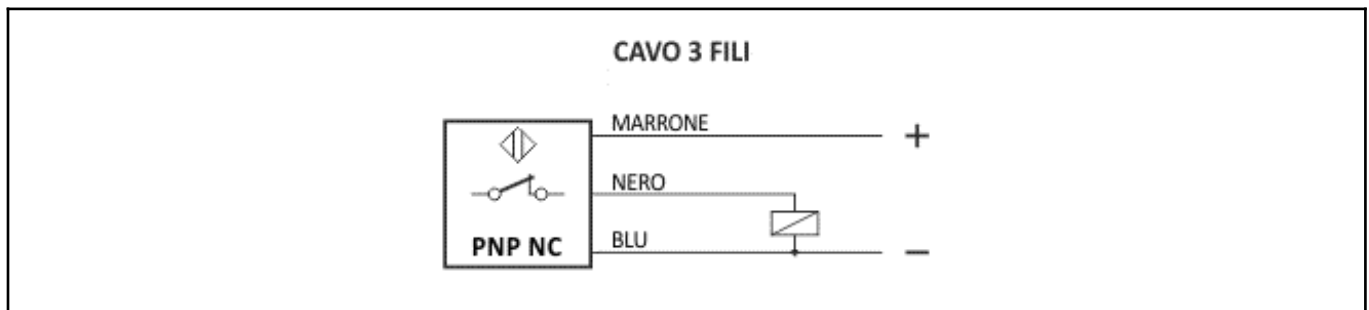 CAVO 3 FILI
MARRONE
+
NERO
PNP NC
BLU
−